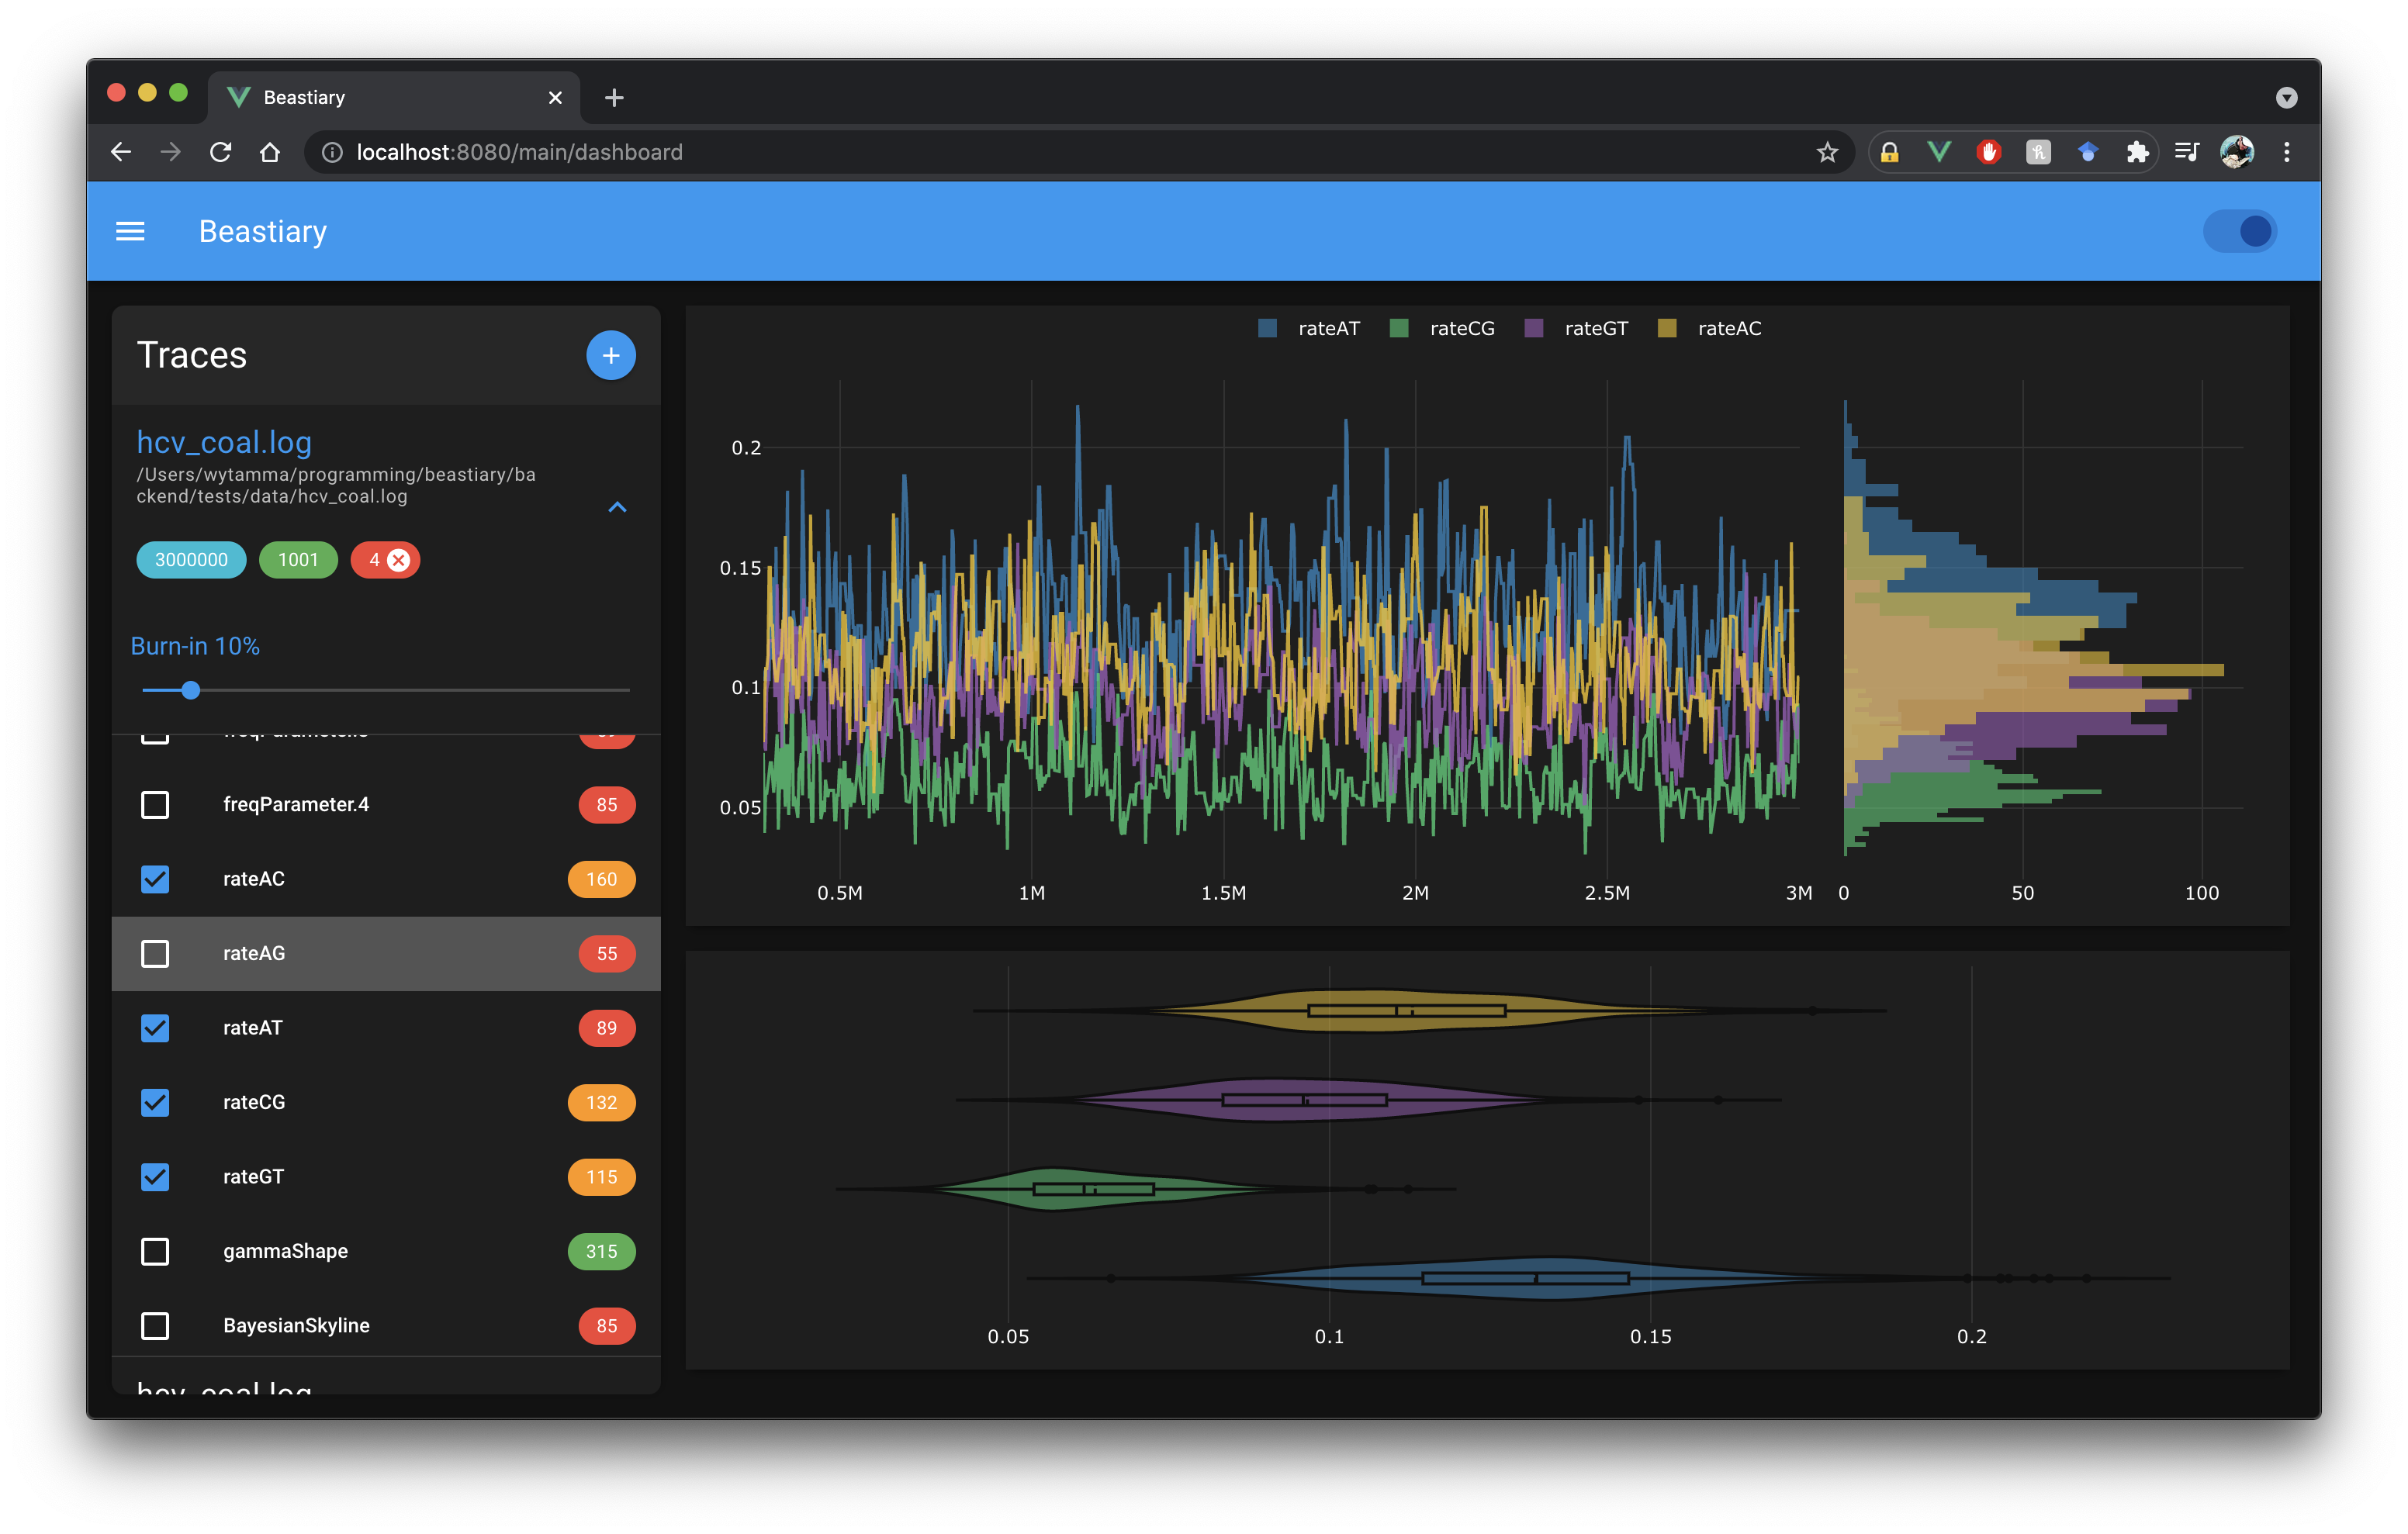 Beastiary
localhost:8080/main/dashboard
Beastiary
Traces
hcv_coal.log
/Users/wytamma/programming/beastiary/ba
ckend/tests/data/hcv_coal.log
3000000 1001 4
Burn-in 10%
freqParameter.4 85
rateAC 160
rateAG 55
rateAT 89
rateCG 132
rateGT 115
gammaShape 315
BayesianSkyline 85
hcv_coal.log
rateAT rateCG rateGT rateAC
0.2
0.15
0.1
0.05
0.5M 1M 1.5M 2M 2.5M 3M 0 50 100
0.05 0.1 0.15 0.2